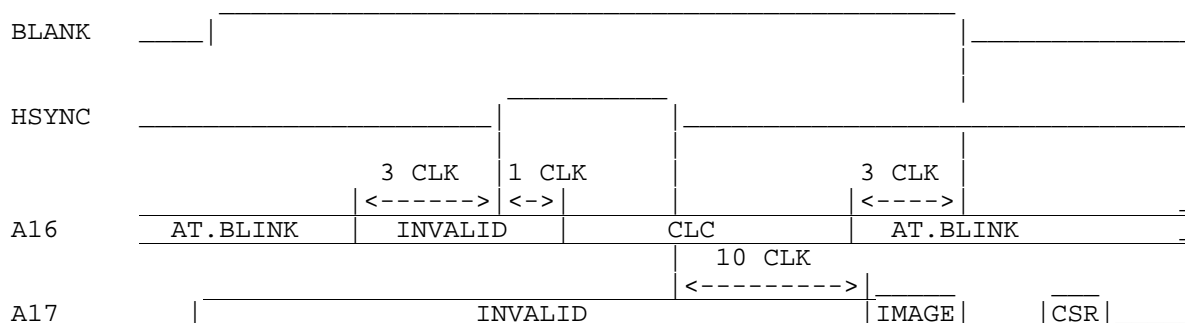 BLANK
HSYNC
3 CLK 1 CLK 3 CLK
<------> <-> <---->
A16 AT.BLINK INVALID CLC AT.BLINK
10 CLK
<--------->
A17 INVALID IMAGE CSR